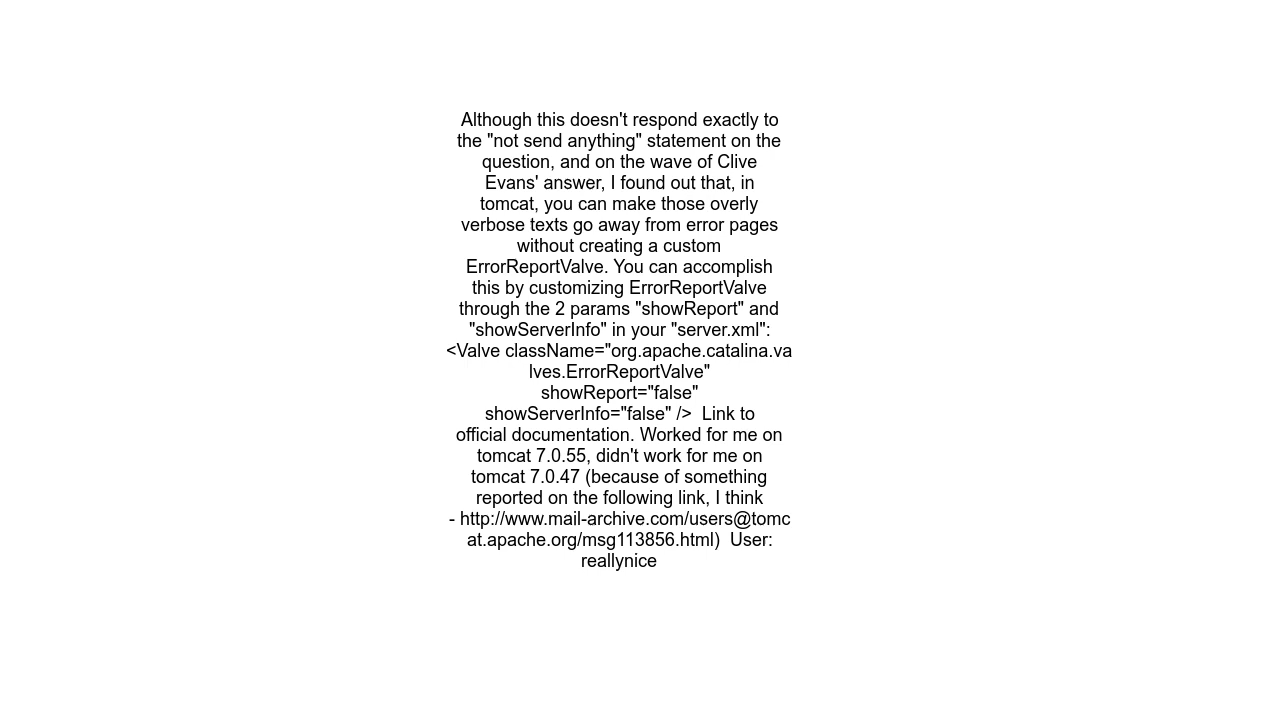 Although this doesn't respond exactly to
the "not send anything" statement on the
question, and on the wave of Clive
Evans' answer, I found out that, in
tomcat, you can make those overly
verbose texts go away from error pages
without creating a custom
ErrorReportValve. You can accomplish
this by customizing ErrorReportValve
through the 2 params "showReport" and
"showServerInfo" in your "server.xml":
<Valve className="org.apache.catalina.va
lves.ErrorReportValve"
showReport="false"
showServerInfo="false" />  Link to
official documentation. Worked for me on
tomcat 7.0.55, didn't work for me on
tomcat 7.0.47 (because of something
reported on the following link, I think
- http://www.mail-archive.com/users@tomc
at.apache.org/msg113856.html)  User:
reallynice